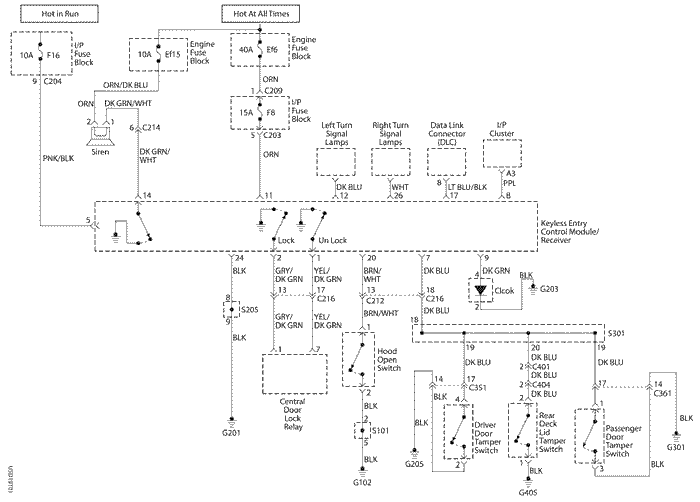 Hot in Run
Hot At All Times
10A
F16
I/P
Fuse
Block
10A
Ef15
Engine
Fuse
Block
40A
Ef6
Engine
Fuse
Block
9
C204
ORN/DK BLU
ORN
1
C209
ORN
DK GRN/WHT
2
1
Siren
6
C214
15A
F8
I/P
Fuse
Block
5
C203
PNK/BLK
DK GRN/
WHT
ORN
Left Turn
Signal
Lamps
Right Turn
Signal
Lamps
Data Link
Connector
(DLC)
I/P
Cluster
DK BLU
WHT
8
LT BLU/BLK
A3
PPL
14
11
12
26
17
B
5
Lock
Un Lock
Keyless Entry
Control Module/
Receiver
24
2
1
20
7
9
BLK
GRY/
DK GRN
YEL/
DK GRN
BRN/
WHT
DK BLU
DK GRN
4
BLK
G203
8
S205
9
13
17
C216
13
C212
18
C216
Clcok
2
GRY/
DK GRN
YEL/
DK GRN
BRN/WHT
DK BLU
BLK
1
7
1
18
S301
Hood
Open
Switch
19
20
19
DK BLU
DK BLU
DK BLU
2
C401
DK BLU
2
C404
DK BLU
14
17
C351
17
14
C361
Central
Door
Lock
Relay
2
BLK
BLK
4
2
1
BLK
BLK
G201
2
S101
5
BLK
G102
G205
Driver
Door
Tamper
Switch
2
Rear
Deck
Lid
Tamper
Switch
1
BLK
G405
Passenger
Door
Tamper
Switch
3
G301